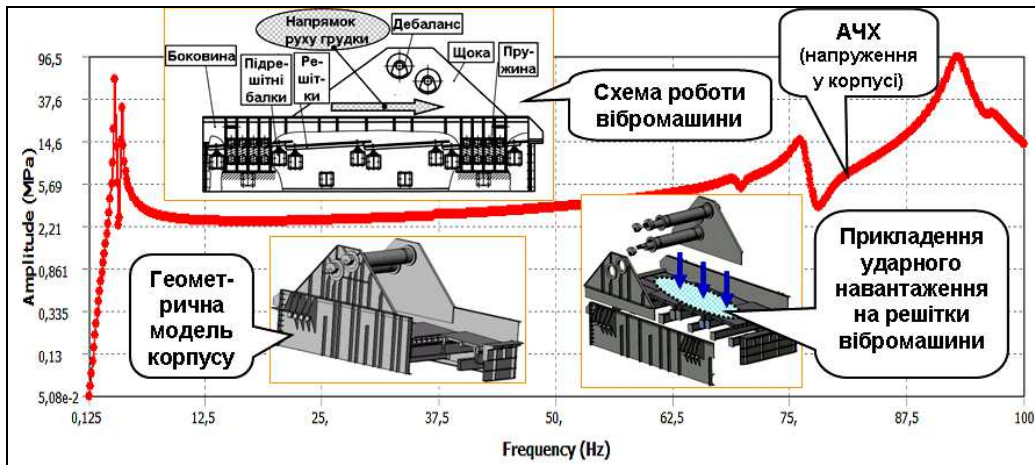 96,5
37,6
14,6
5,69
2,21
0,861
0,335
0,13
5,08e-2
Amplitude (MPa)
0,125
12,5
25
37,5
50,
62,5
75,
87,5
100
Frequency (Hz)
Напрямок
руху грудки
Дебаланс
Боковина
Підре-
шітні
балки
Ре-
шіт-
ки
Щока
Пру-
жина
Схема роботи
вібромашини
АЧХ
(напруження
у корпусі)
Геомет-
рична
модель
корпусу
Прикладення
ударного
навантаження
на решітки
вібромашини